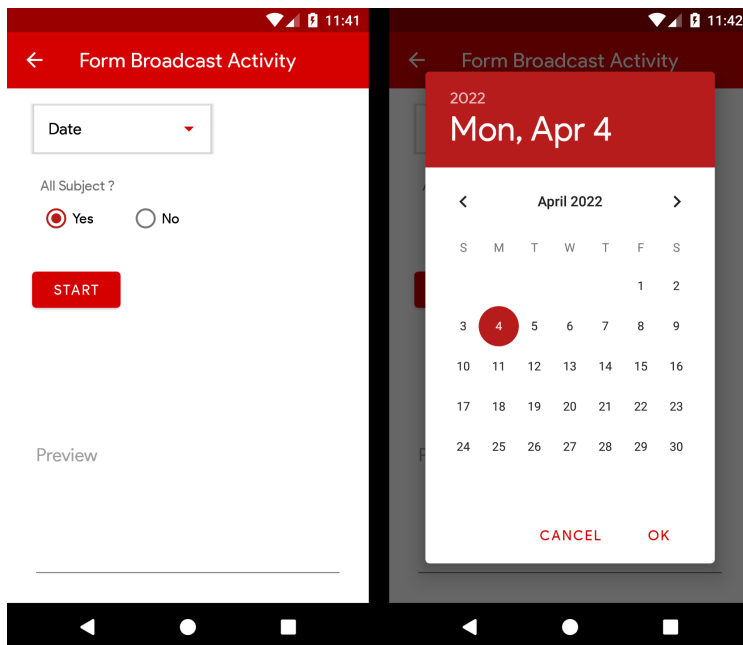 11:41
Form Broadcast Activity
Date
All Subject ?
Yes No
START
Preview
11:42
Form Broadcast Activity
2022
Mon, Apr 4
April 2022
S M T W T F S
1 2
3 4 5 6 7 8 9
10 11 12 13 14 15 16
17 18 19 20 21 22 23
24 25 26 27 28 29 30
CANCEL OK